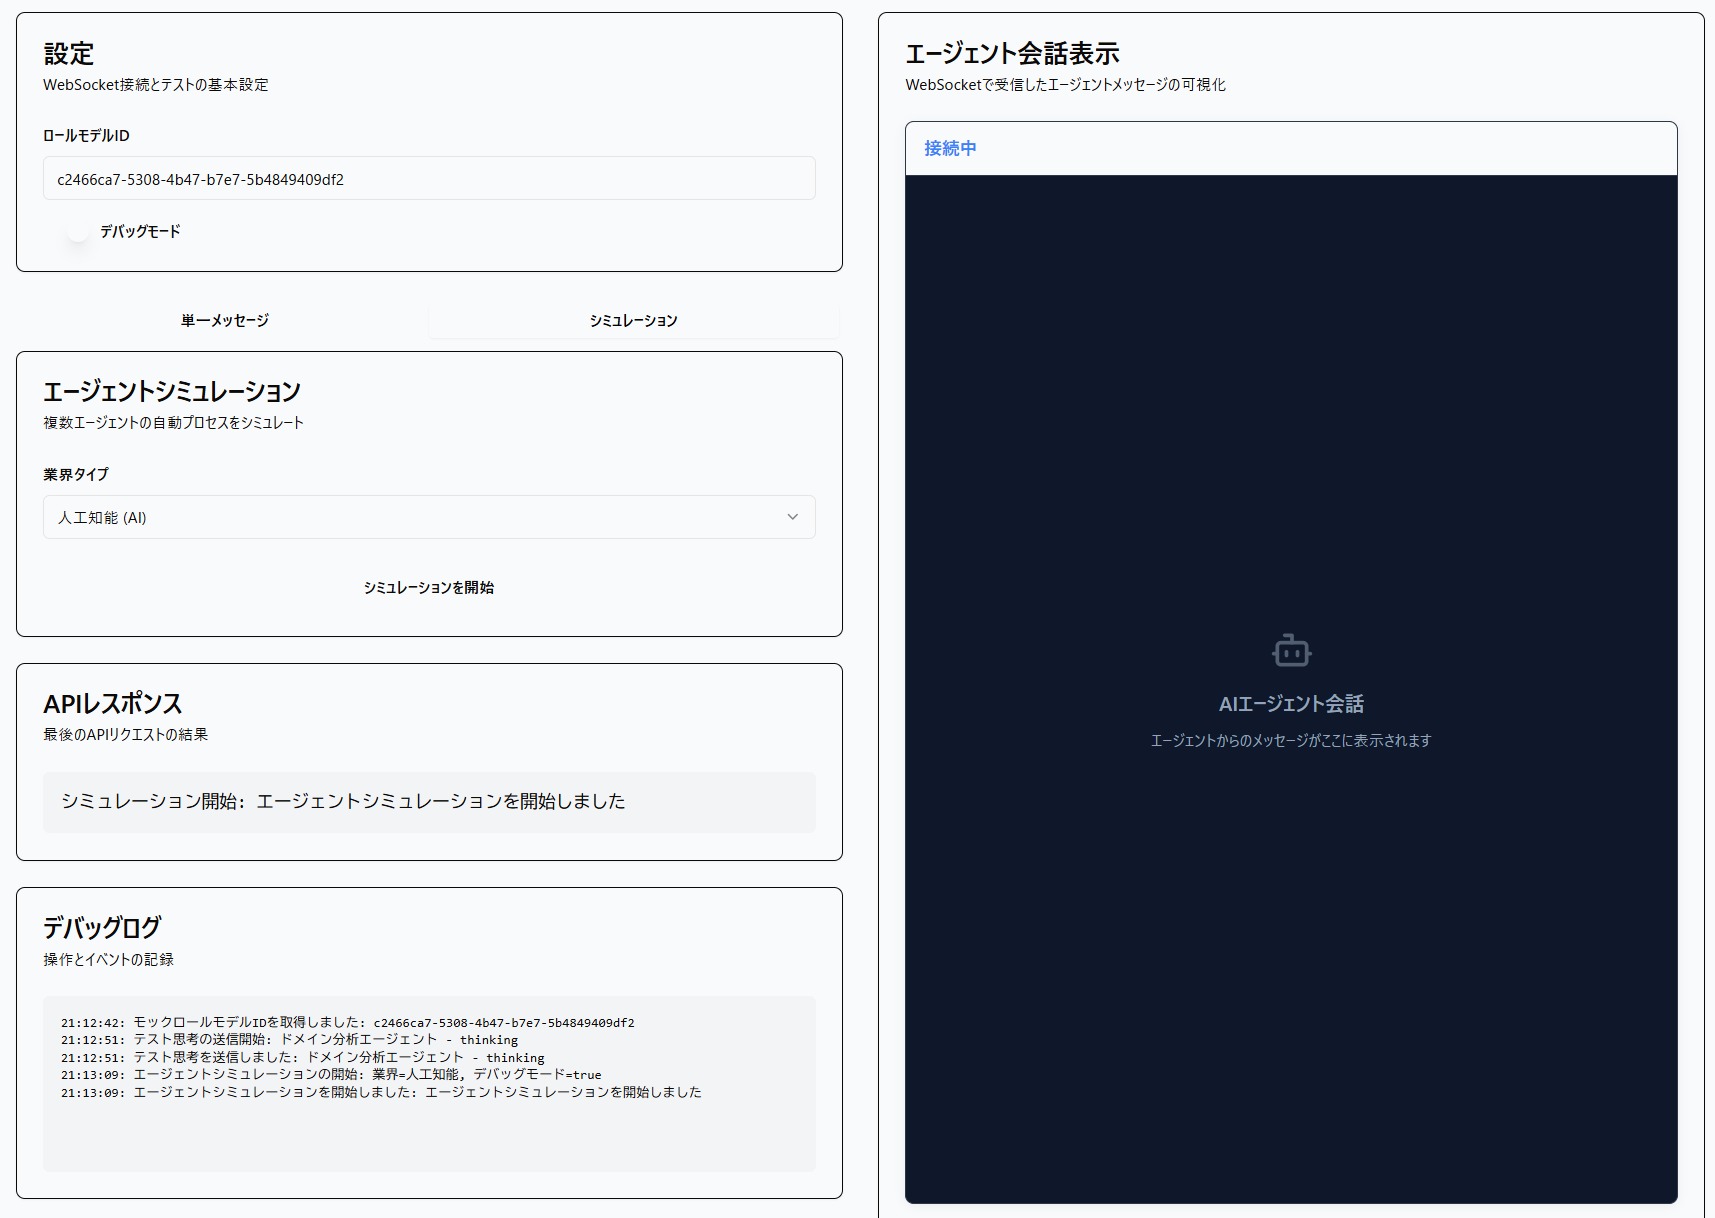 設定
WebSocket接続とテストの基本設定
ロールモデルID
c2466ca7-5308-4b47-b7e7-5b4849409df2
デバッグモード
単一メッセージ
シミュレーション
エージェントシミュレーション
複数エージェントの自動プロセスをシミュレート
業界タイプ
人工知能 (AI)
シミュレーションを開始
APIレスポンス
最後のAPIリクエストの結果
シミュレーション開始: エージェントシミュレーションを開始しました
デバッグログ
操作とイベントの記録
21:12:42: モックロールモデルIDを取得しました: c2466ca7-5308-4b47-b7e7-5b4849409df2
21:12:51: テスト思考の送信開始: ドメイン分析エージェント - thinking
21:12:51: テスト思考を送信しました: ドメイン分析エージェント - thinking
21:13:09: エージェントシミュレーションの開始: 業界=人工知能, デバッグモード=true
21:13:09: エージェントシミュレーションを開始しました: エージェントシミュレーションを開始しました
エージェント会話表示
WebSocketで受信したエージェントメッセージの可視化
接続中
AIエージェント会話
エージェントからのメッセージがここに表示されます